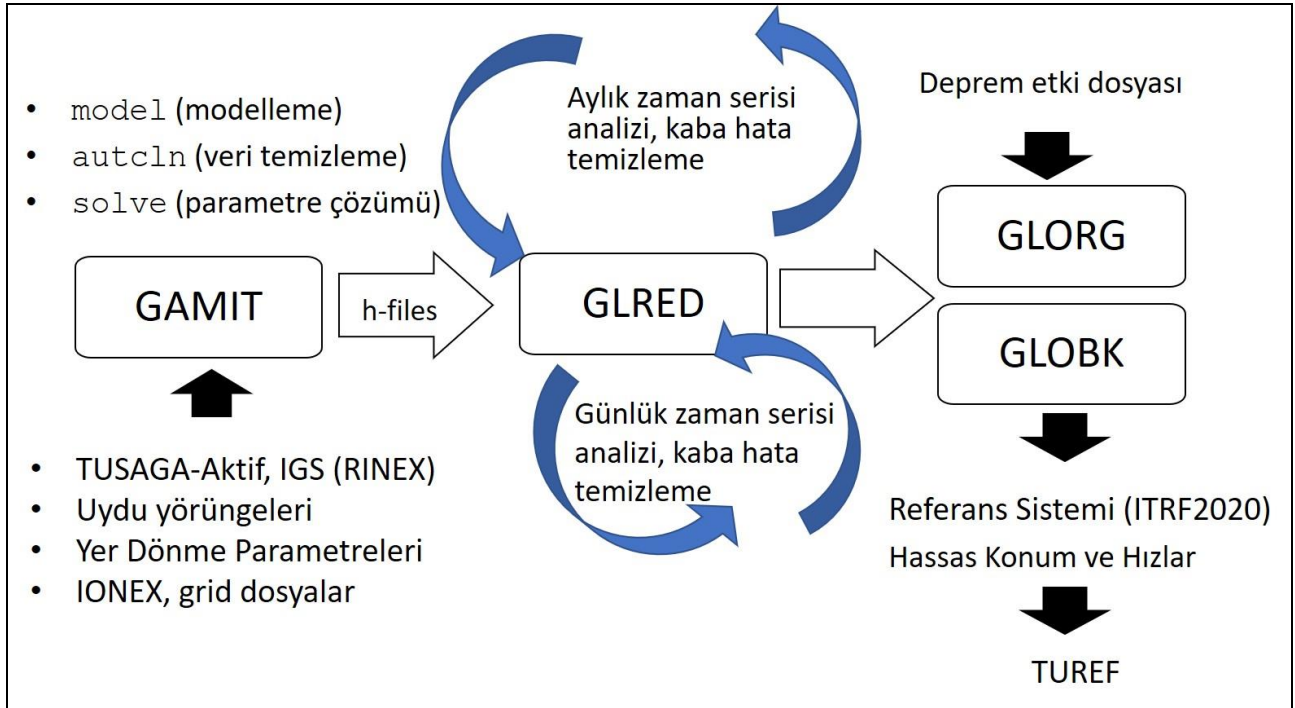 • model (modelleme)
• autcln (veri temizleme)
• solve (parametre çözümü)
GAMIT
• TUSAGA-Aktif, IGS (RINEX)
• Uydu yörüngeleri
• Yer Dönme Parametreleri
• IONEX, grid dosyalar
h-files
Aylık zaman serisi
analizi, kaba hata
temizleme
GLRED
Günlük zaman serisi
analizi, kaba hata
temizleme
Deprem etki dosyası
GLORG
GLOBK
Referans Sistemi (ITRF2020)
Hassas Konum ve Hızlar
TUREF